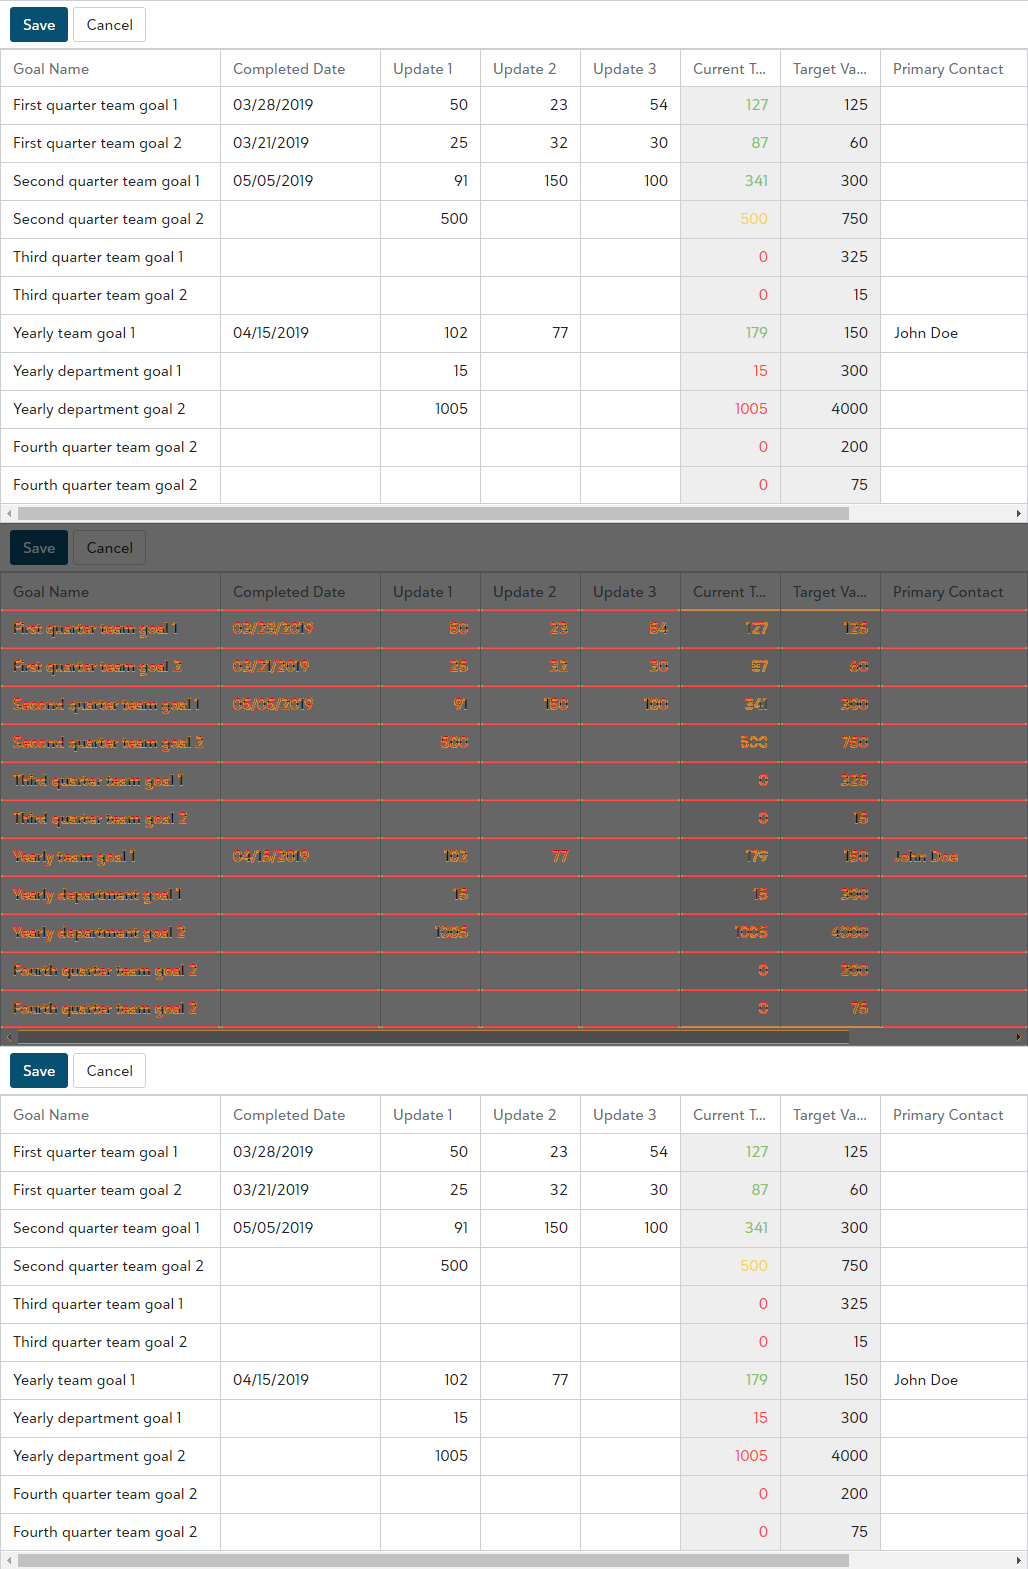 Save Cancel
Goal Name Completed Date Update 1 Update 2 Update 3 Current T... Target Va... Primary Contact
First quarter team goal 1 03/28/2019 50 23 54 127 125
First quarter team goal 2 03/21/2019 25 32 30 87 60
Second quarter team goal 1 05/05/2019 91 150 100 341 300
Second quarter team goal 2 500 500 750
Third quarter team goal 1 0 325
Third quarter team goal 2 0 15
Yearly team goal 1 04/15/2019 102 77 179 150 John Doe
Yearly department goal 1 15 15 300
Yearly department goal 2 1005 1005 4000
Fourth quarter team goal 2 0 200
Fourth quarter team goal 2 0 75
Save Cancel
Goal Name Completed Date Update 1 Update 2 Update 3 Current T... Target Va... Primary Contact
First quarter team goal 1 03/28/2019 50 23 54 127 125
First quarter team goal 2 03/21/2019 25 32 30 87 60
Second quarter team goal 1 05/05/2019 91 150 100 341 300
Second quarter team goal 2 500 500 750
Third quarter team goal 1 0 325
Third quarter team goal 2 0 15
Yearly team goal 1 04/15/2019 102 77 179 150 John Doe
Yearly department goal 1 15 15 300
Yearly department goal 2 1005 1005 4000
Fourth quarter team goal 2 0 200
Fourth quarter team goal 2 0 75
Save Cancel
Goal Name Completed Date Update 1 Update 2 Update 3 Current T... Target Va... Primary Contact
First quarter team goal 1 03/28/2019 50 23 54 127 125
First quarter team goal 2 03/21/2019 25 32 30 87 60
Second quarter team goal 1 05/05/2019 91 150 100 341 300
Second quarter team goal 2 500 500 750
Third quarter team goal 1 0 325
Third quarter team goal 2 0 15
Yearly team goal 1 04/15/2019 102 77 179 150 John Doe
Yearly department goal 1 15 15 300
Yearly department goal 2 1005 1005 4000
Fourth quarter team goal 2 0 200
Fourth quarter team goal 2 0 75